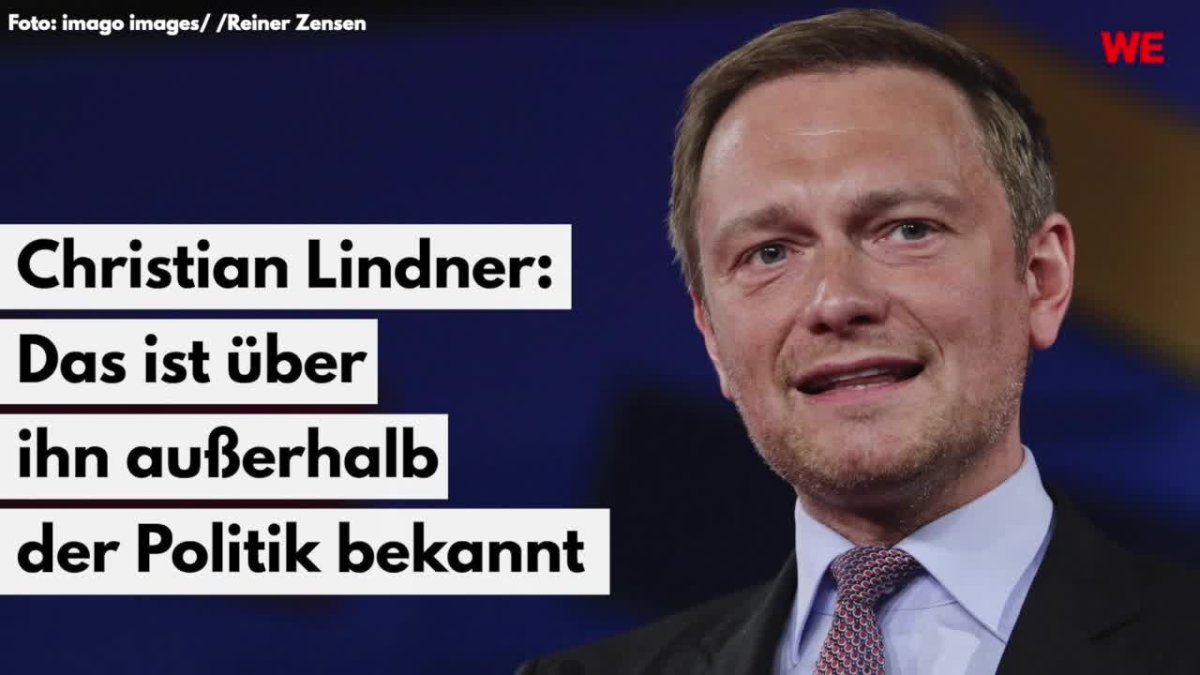 Foto: imago images/ /Reiner Zensen
WE
Christian Lindner:
Das ist über
ihn außerhalb
der Politik bekannt